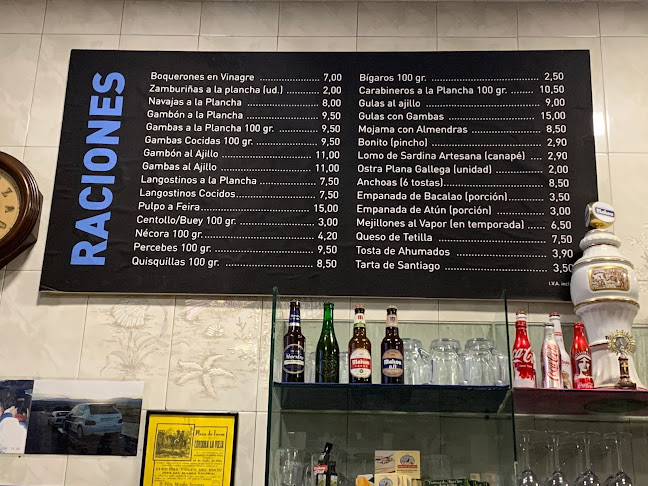 RACIONES
Boquerones en Vinagre ........ 7,00
Zamburiñas a la plancha (ud.) ........ 2,00
Navajas a la Plancha ........ 8,00
Gambón a la Plancha ........ 9,50
Gambas a la Plancha 100 gr. ........ 9,50
Gambas Cocidas 100 gr. ........ 9,50
Gambón al Ajillo ........ 11,00
Gambas al Ajillo ........ 11,00
Langostinos a la Plancha ........ 7,50
Langostinos Cocidos ........ 7,50
Pulpo a Feira ........ 15,00
Centollo/Buey 100 gr. ........ 3,00
Nécora 100 gr. ........ 4,20
Percebes 100 gr. ........ 9,50
Quisquillas 100 gr. ........ 8,50
Bígaros 100 gr. ........ 2,50
Carabineros a la Plancha 100 gr. ........ 10,50
Gulas al ajillo ........ 9,00
Gulas con Gambas ........ 15,00
Mojama con Almendras ........ 8,50
Bonito (pincho) ........ 2,90
Lomo de Sardina Artesana (canapé) .... 2,90
Ostra Plana Gallega (unidad) ........ 2,00
Anchoas (6 tostas) ........ 8,50
Empanada de Bacalao (porción) ........ 3,50
Empanada de Atún (porción) ........ 3,00
Mejillones al Vapor (en temporada) .... 6,50
Queso de Tetilla ........ 7,50
Tosta de Ahumados ........ 3,90
Tarta de Santiago ........ 3,50
I.V.A. incl
Mahou
Mahou
Coca-Cola
Plaza de Toros